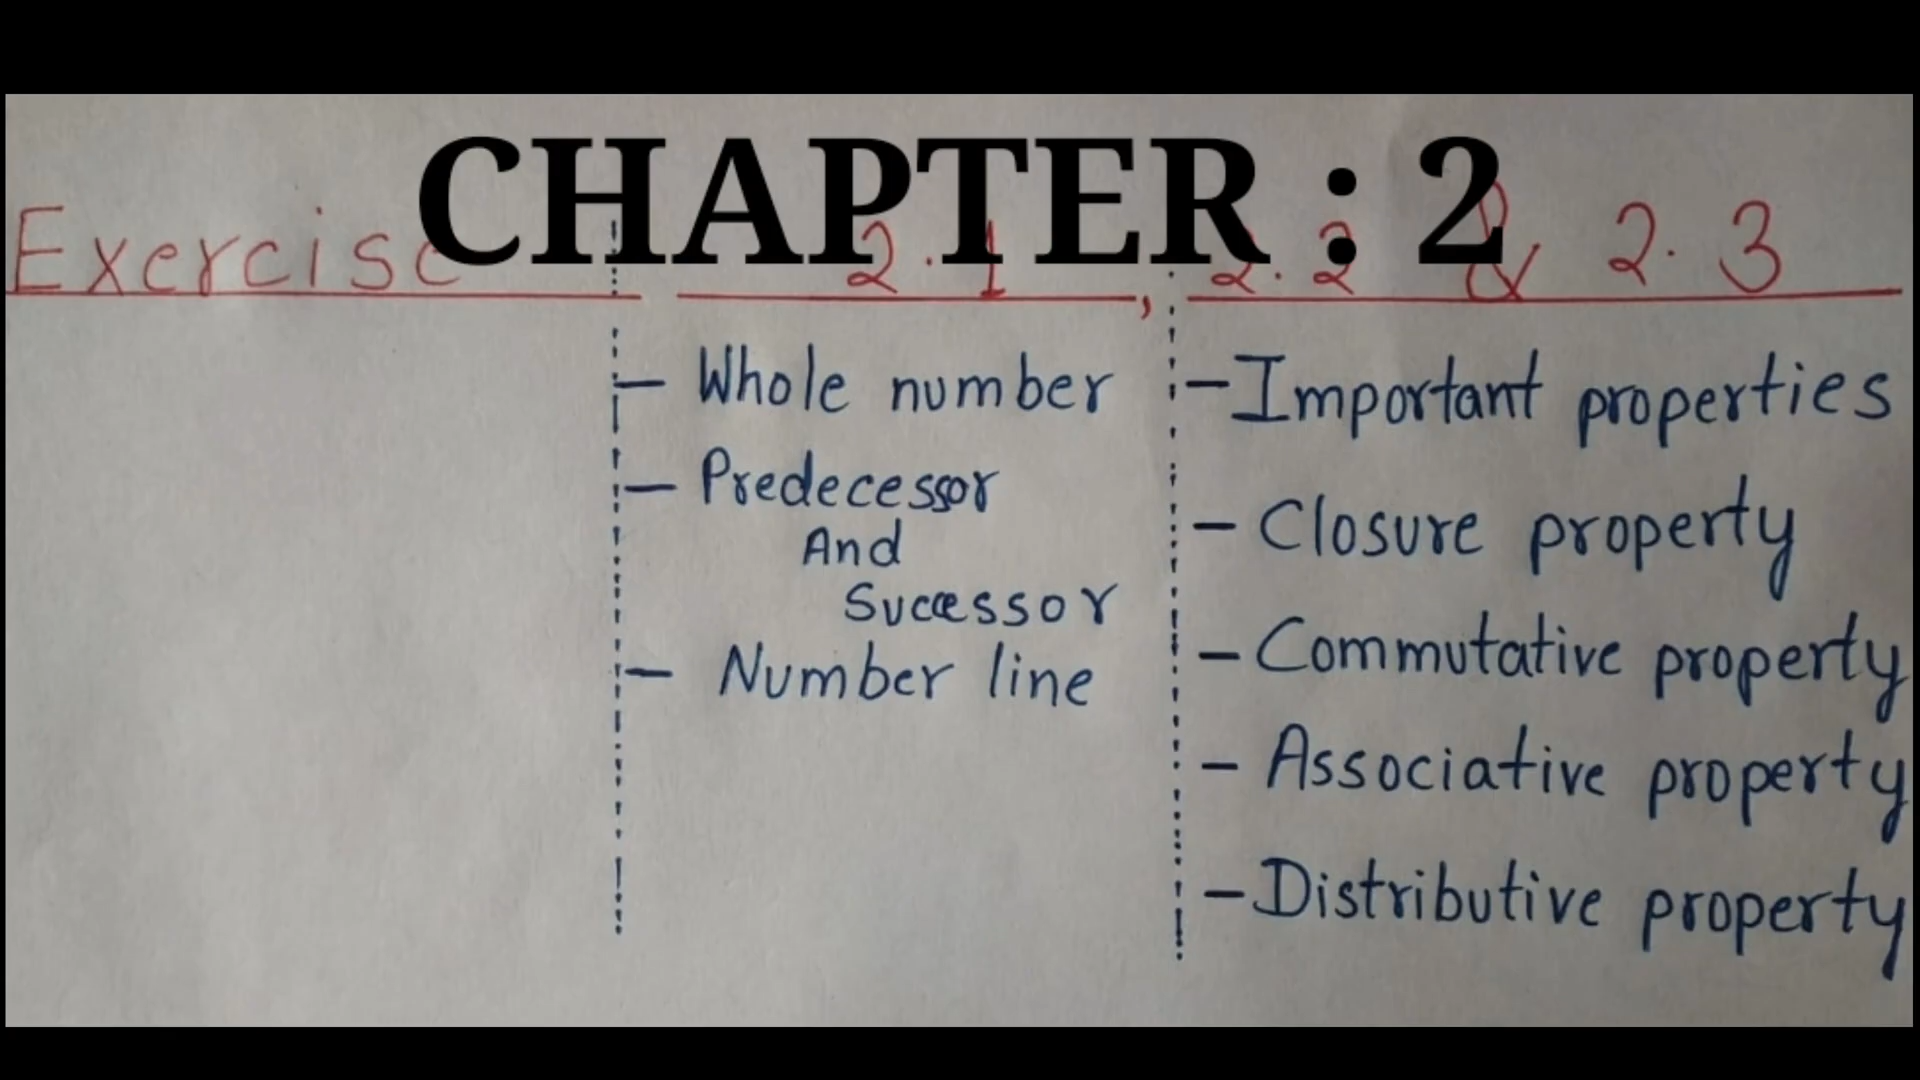 CHAPTER : 2
Exercise 2.1, 2.2 & 2.3
- Whole number
- Predecessor
And
Successor
- Number line
- Important properties
- Closure property
- Commutative property
- Associative property
- Distributive property